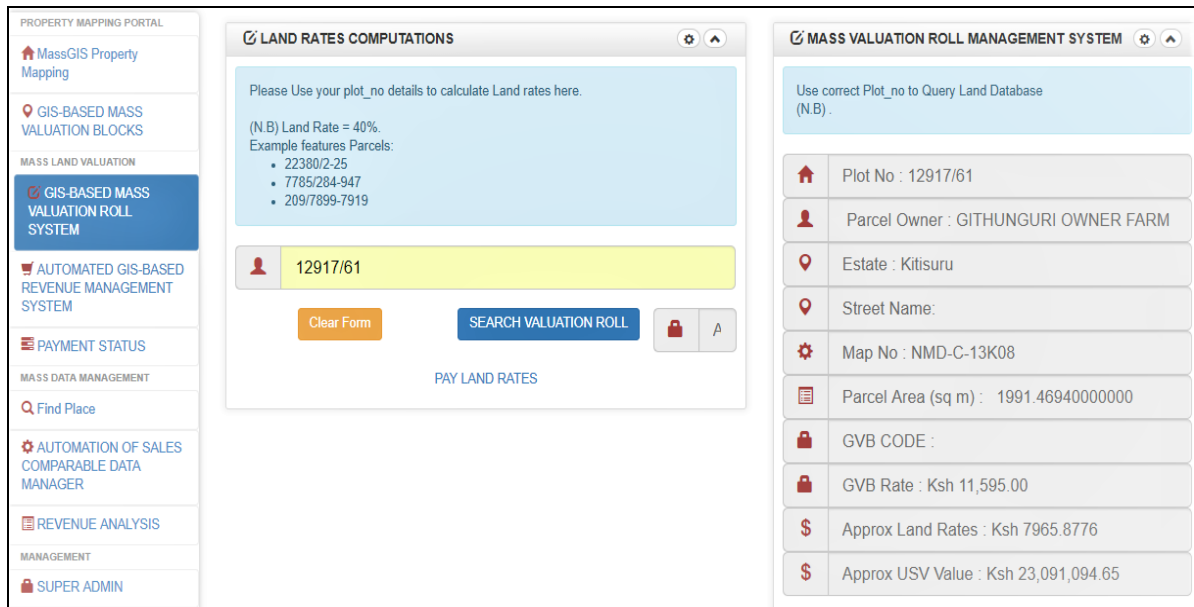 PROPERTY MAPPING PORTAL
MassGIS Property
Mapping
GIS-BASED MASS
VALUATION BLOCKS
MASS LAND VALUATION
GIS-BASED MASS
VALUATION ROLL
SYSTEM
AUTOMATED GIS-BASED
REVENUE MANAGEMENT
SYSTEM
PAYMENT STATUS
MASS DATA MANAGEMENT
Find Place
AUTOMATION OF SALES
COMPARABLE DATA
MANAGER
REVENUE ANALYSIS
MANAGEMENT
SUPER ADMIN
LAND RATES COMPUTATIONS
Please Use your plot_no details to calculate Land rates here.
(N.B) Land Rate = 40%.
Example features Parcels:
• 22380/2-25
• 7785/284-947
• 209/7899-7919
12917/61
Clear Form
SEARCH VALUATION ROLL
A
PAY LAND RATES
MASS VALUATION ROLL MANAGEMENT SYSTEM
Use correct Plot_no to Query Land Database
(N.B) .
Plot No : 12917/61
Parcel Owner : GITHUNGURI OWNER FARM
Estate : Kitisuru
Street Name:
Map No : NMD-C-13K08
Parcel Area (sq m) : 1991.46940000000
GVB CODE :
GVB Rate : Ksh 11,595.00
Approx Land Rates : Ksh 7965.8776
Approx USV Value : Ksh 23,091,094.65